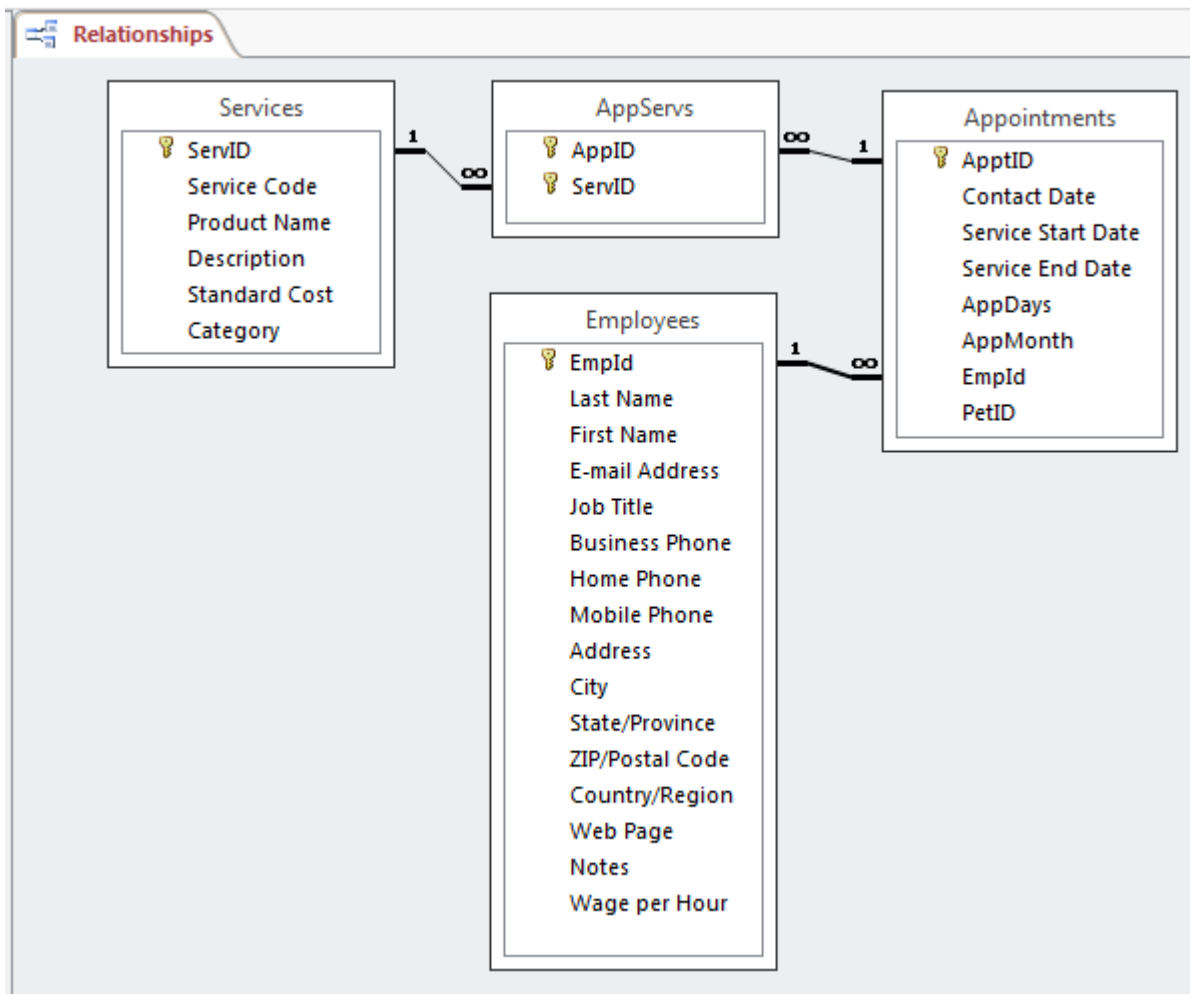 Relationships
Services
ServID
Service Code
Product Name
Description
Standard Cost
Category
1
∞
AppServs
AppID
ServID
∞
1
Appointments
ApptID
Contact Date
Service Start Date
Service End Date
AppDays
AppMonth
EmpId
PetID
Employees
EmpId
Last Name
First Name
E-mail Address
Job Title
Business Phone
Home Phone
Mobile Phone
Address
City
State/Province
ZIP/Postal Code
Country/Region
Web Page
Notes
Wage per Hour
1
∞